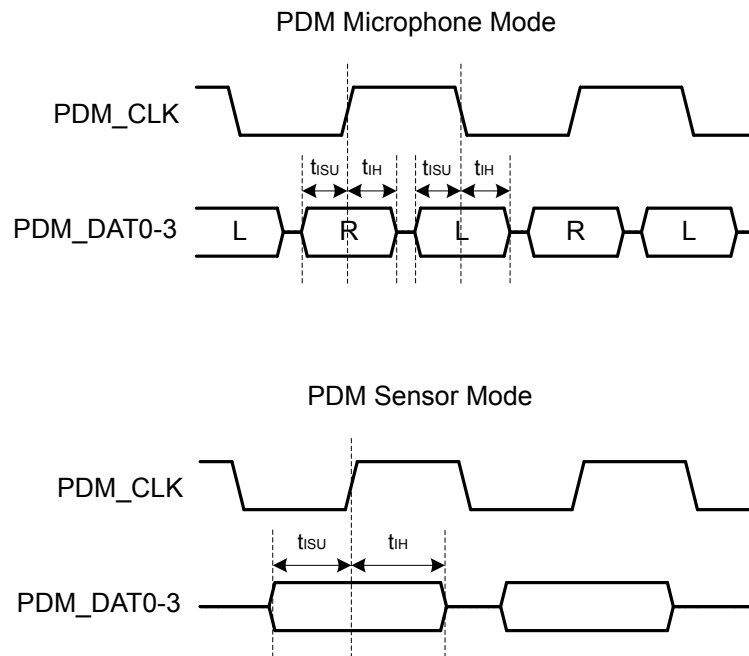 PDM Microphone Mode
PDM_CLK
tISU tIH tISU tIH
PDM_DAT0-3
L R L R L
PDM Sensor Mode
PDM_CLK
tISU tIH
PDM_DAT0-3